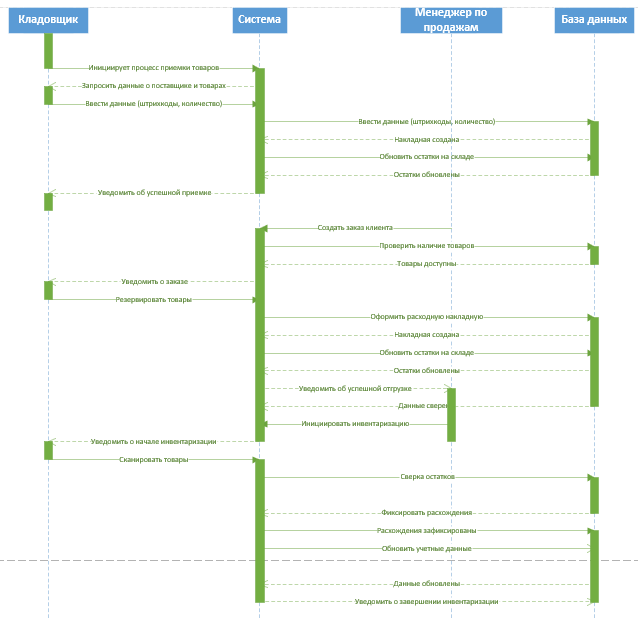 Кладовщик
Система
Менеджер по
продажам
База данных
Инициирует процесс приемки товаров
Запросить данные о поставщике и товарах
Ввести данные (штрихкоды, количество)
Ввести данные (штрихкоды, количество)
Накладная создана
Обновить остатки на складе
Остатки обновлены
Уведомить об успешной приемке
Создать заказ клиента
Проверить наличие товаров
Товары доступны
Уведомить о заказе
Резервировать товары
Оформить расходную накладную
Накладная создана
Обновить остатки на складе
Остатки обновлены
Уведомить об успешной отгрузке
Данные сверен
Инициировать инвентаризацию
Уведомить о начале инвентаризации
Сканировать товары
Сверка остатков
Фиксировать расхождения
Расхождения зафиксированы
Обновить учетные данные
Данные обновлены
Уведомить о завершении инвентаризации